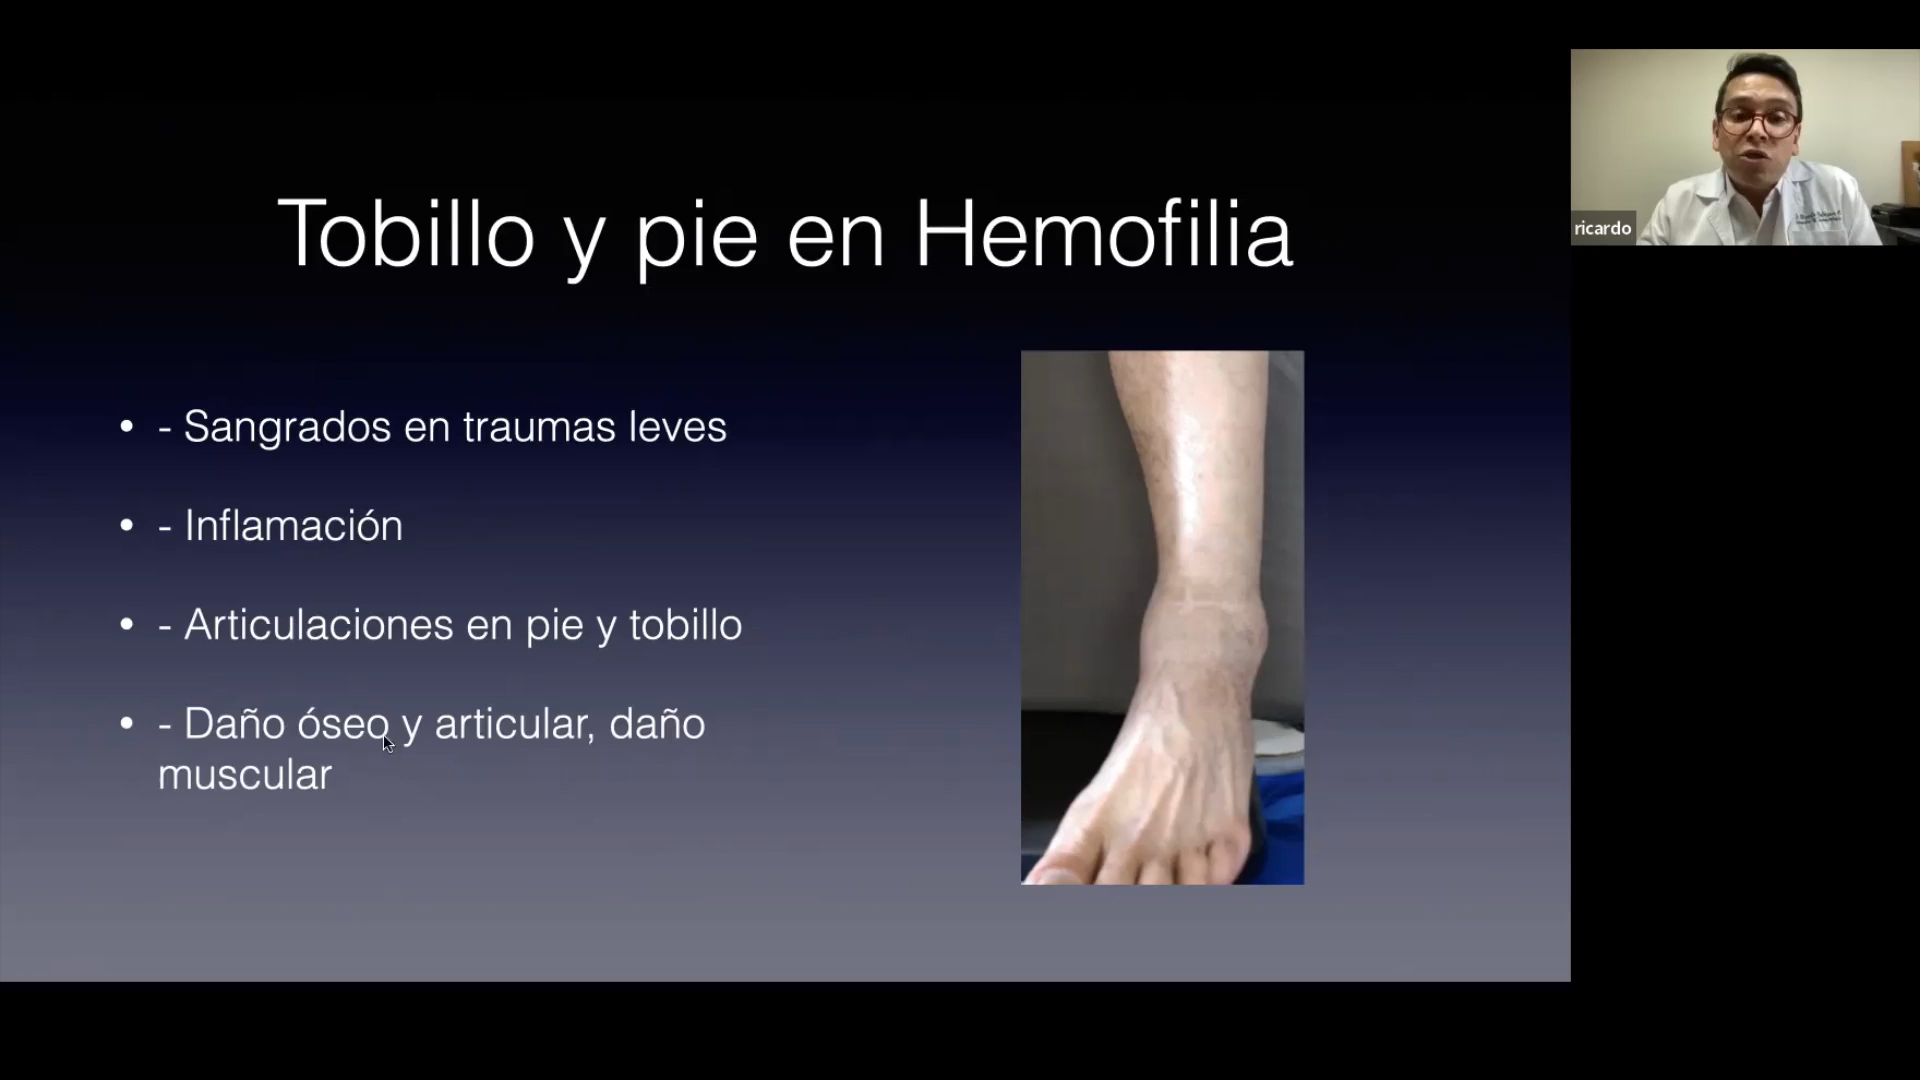 Tobillo y pie en Hemofilia
ricardo
• - Sangrados en traumas leves
• - Inflamación
• - Articulaciones en pie y tobillo
• - Daño óseo y articular, daño
muscular